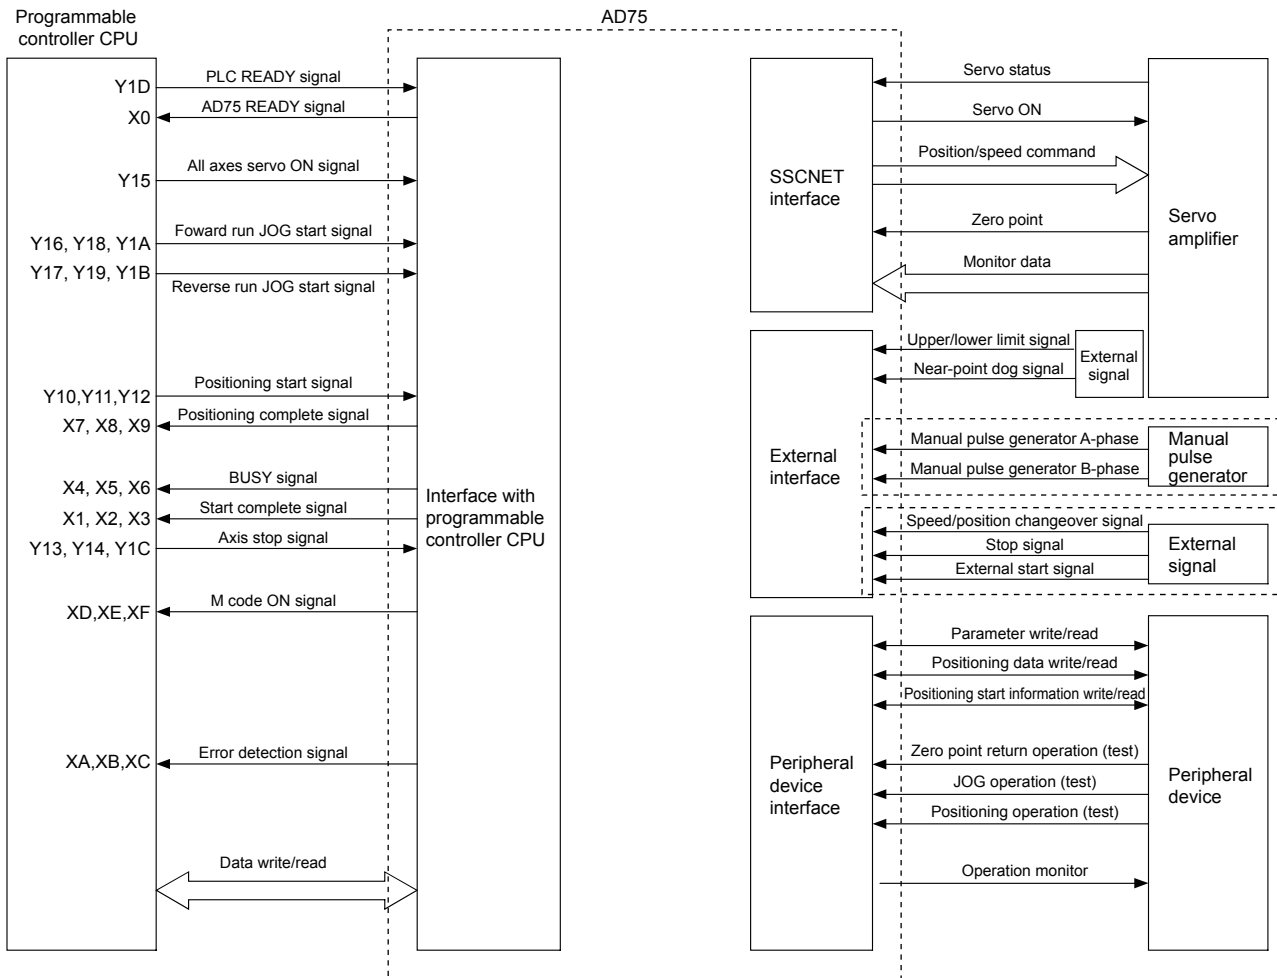 Programmable
controller CPU
AD75
Y1D
PLC READY signal
X0
AD75 READY signal
Y15
All axes servo ON signal
Y16, Y18, Y1A
Foward run JOG start signal
Y17, Y19, Y1B
Reverse run JOG start signal
Y10,Y11,Y12
Positioning start signal
X7, X8, X9
Positioning complete signal
X4, X5, X6
BUSY signal
X1, X2, X3
Start complete signal
Y13, Y14, Y1C
Axis stop signal
XD,XE,XF
M code ON signal
XA,XB,XC
Error detection signal
Data write/read
Interface with
programmable
controller CPU
SSCNET
interface
Servo status
Servo ON
Position/speed command
Zero point
Monitor data
Servo
amplifier
External
interface
Upper/lower limit signal
Near-point dog signal
External
signal
Manual pulse generator A-phase
Manual pulse generator B-phase
Manual
pulse
generator
Speed/position changeover signal
Stop signal
External start signal
External
signal
Peripheral
device
interface
Parameter write/read
Positioning data write/read
Positioning start information write/read
Zero point return operation (test)
JOG operation (test)
Positioning operation (test)
Operation monitor
Peripheral
device